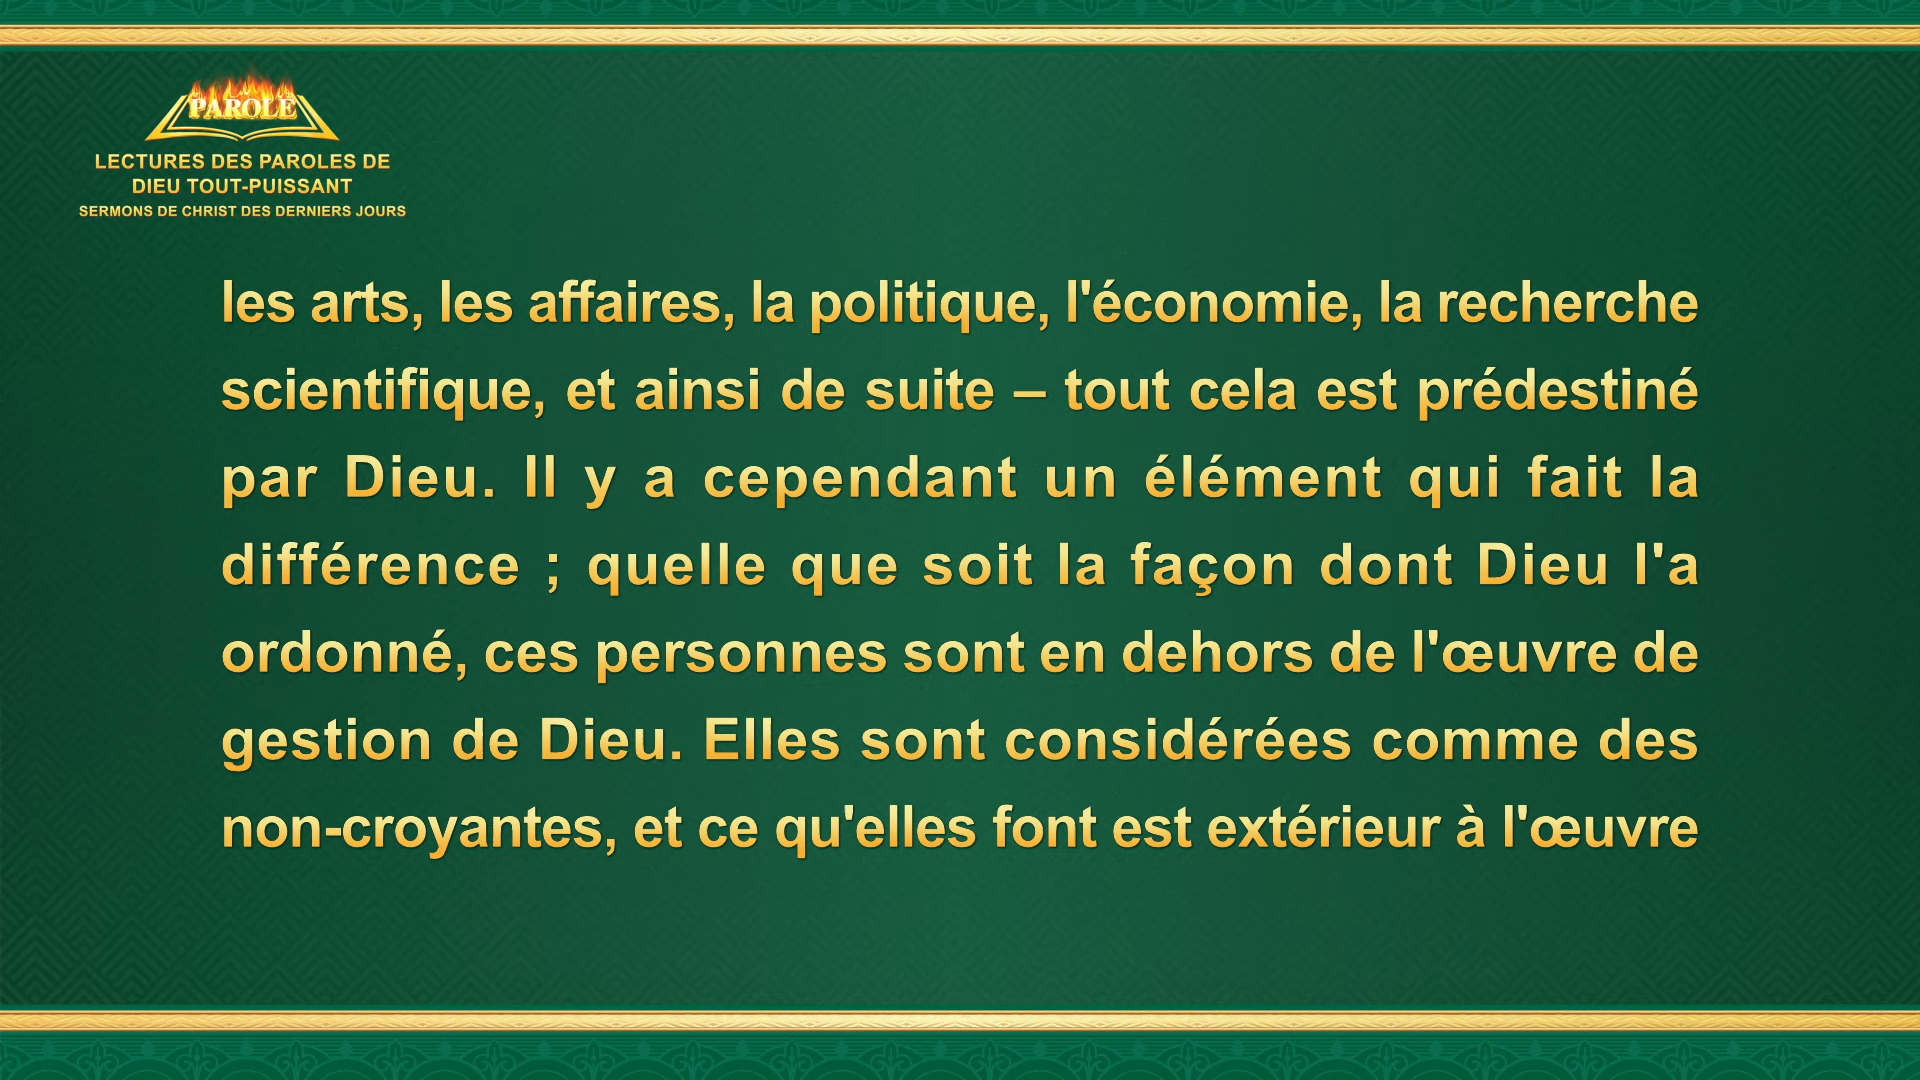 PAROLE
LECTURES DES PAROLES DE
DIEU TOUT-PUISSANT
SERMONS DE CHRIST DES DERNIERS JOURS
les arts, les affaires, la politique, l'économie, la recherche
scientifique, et ainsi de suite – tout cela est prédestiné
par Dieu. Il y a cependant un élément qui fait la
différence ; quelle que soit la façon dont Dieu l'a
ordonné, ces personnes sont en dehors de l'œuvre de
gestion de Dieu. Elles sont considérées comme des
non-croyantes, et ce qu'elles font est extérieur à l'œuvre